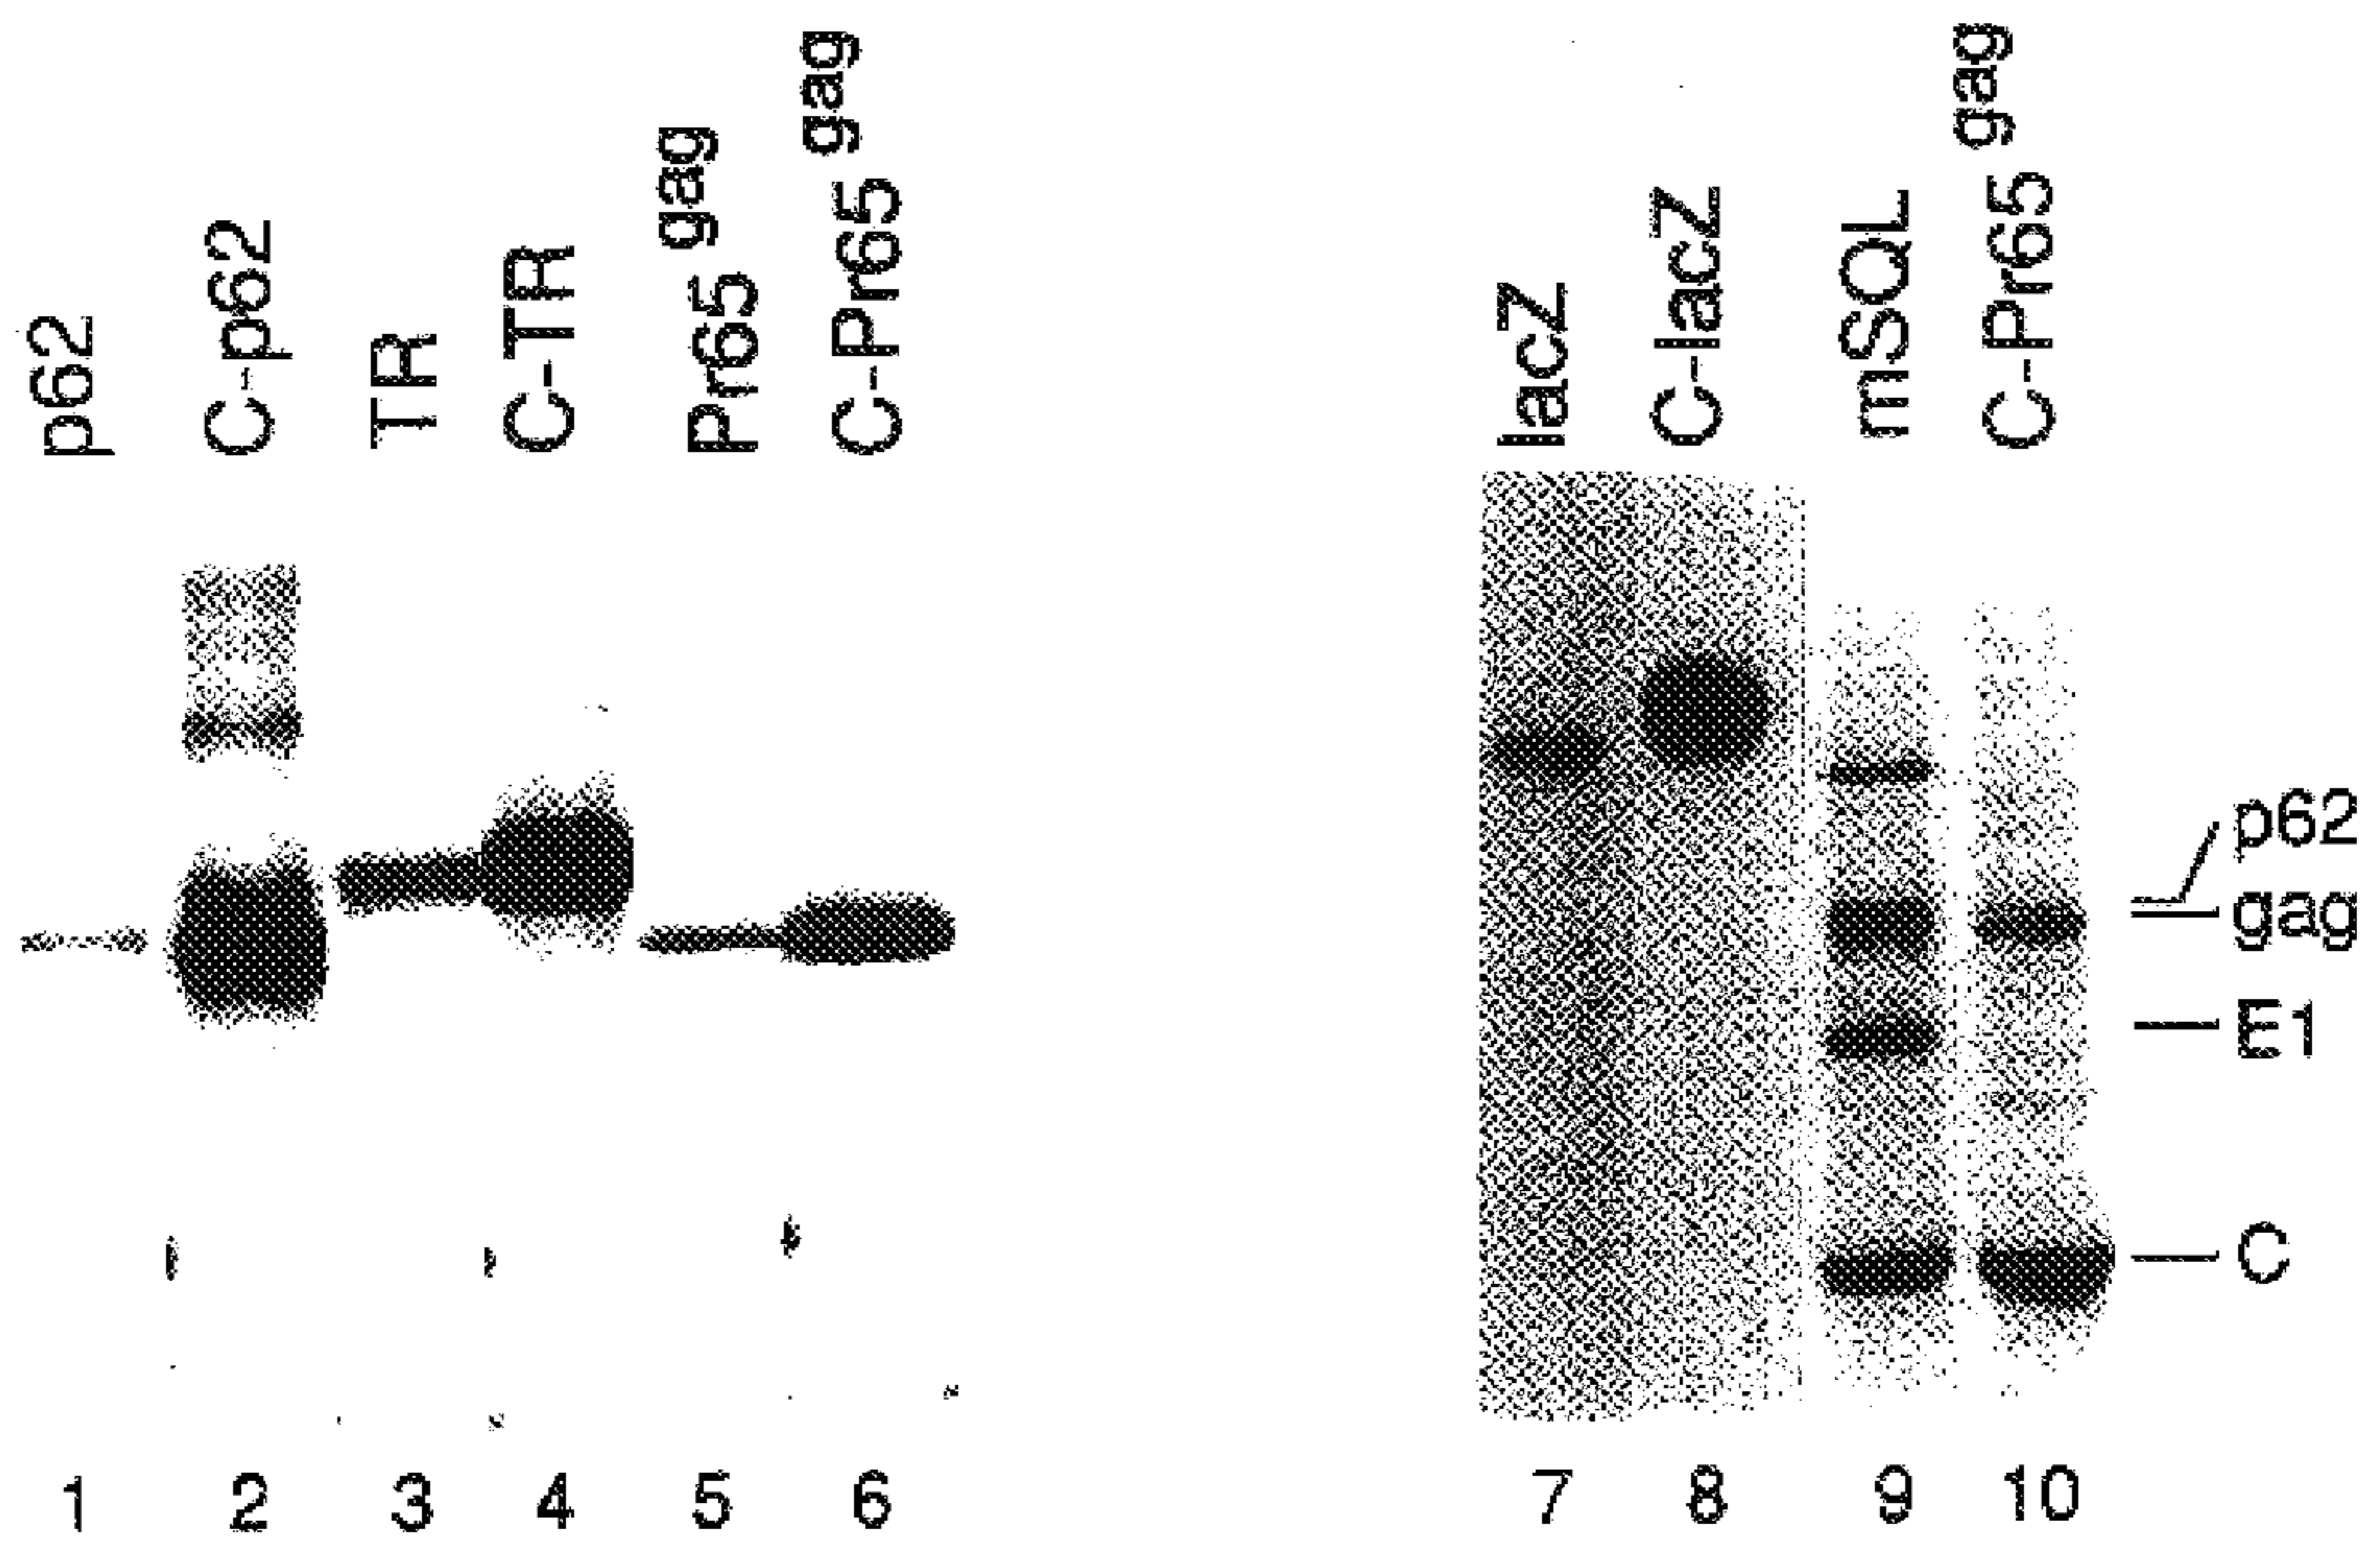 p62
C-p62
TR
C-TR
Pr65 gag
C-Pr65 gag
lacZ
C-lacZ
mSQL
C-Pr65 gag
p62
gag
E1
C
1 2 3 4 5 6 7 8 9 10